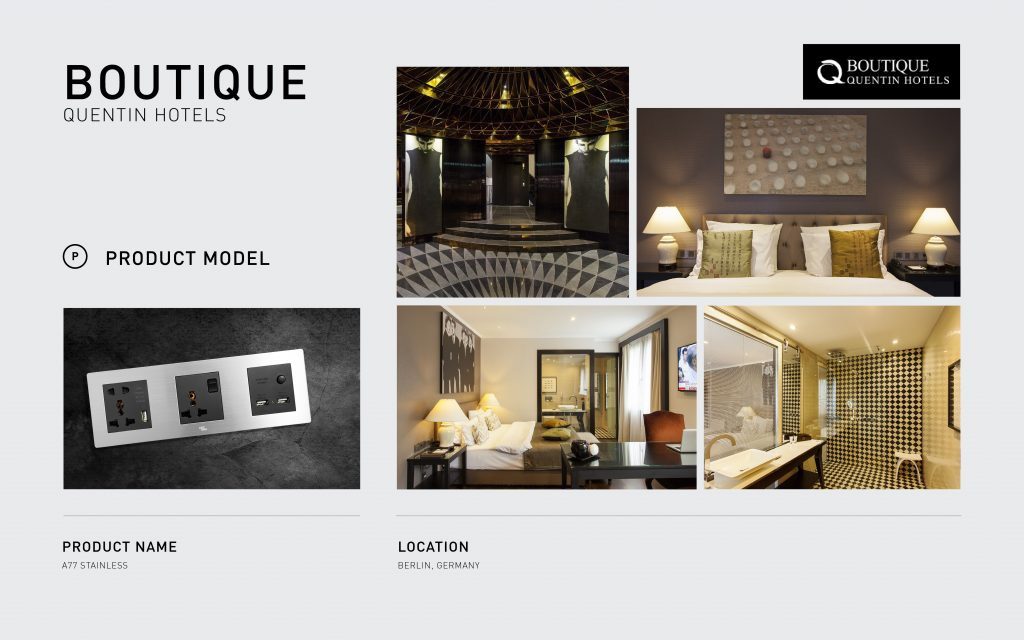 BOUTIQUE
QUENTIN HOTELS
BOUTIQUE
QUENTIN HOTELS
P PRODUCT MODEL
PRODUCT NAME
A77 STAINLESS
LOCATION
BERLIN, GERMANY